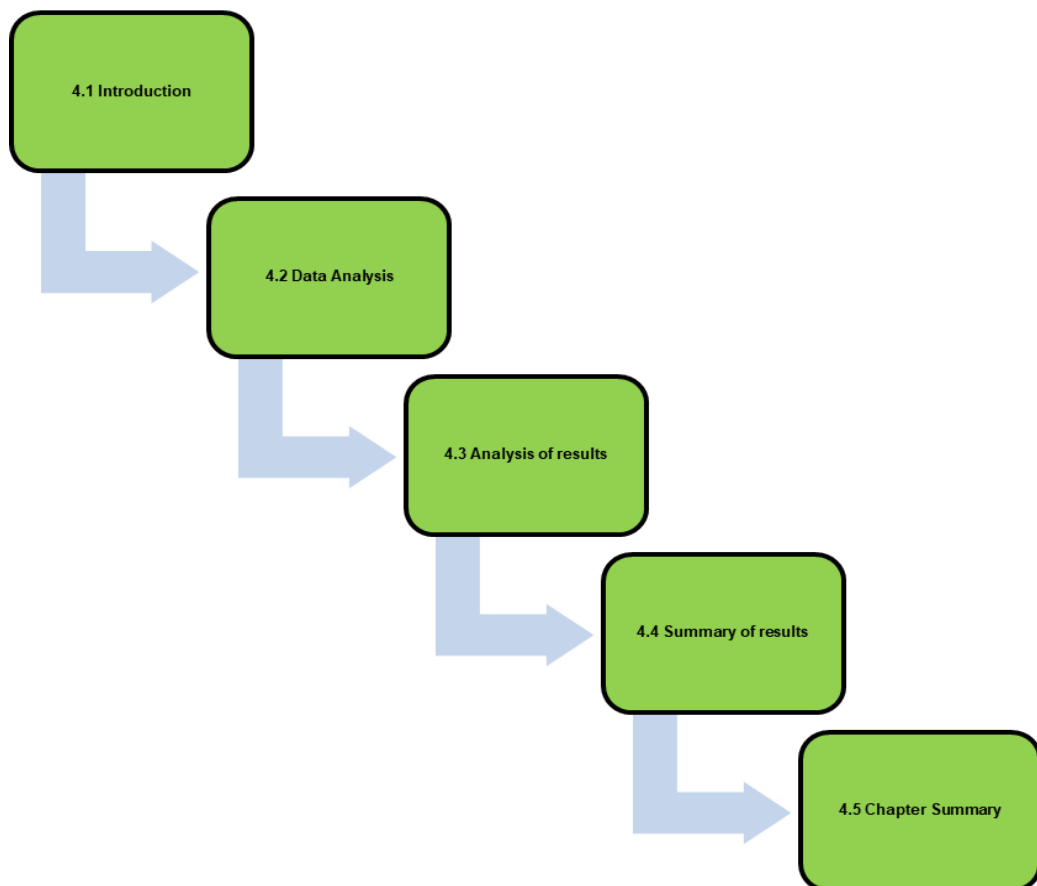 4.1 Introduction
4.2 Data Analysis
4.3 Analysis of results
4.4 Summary of results
4.5 Chapter Summary